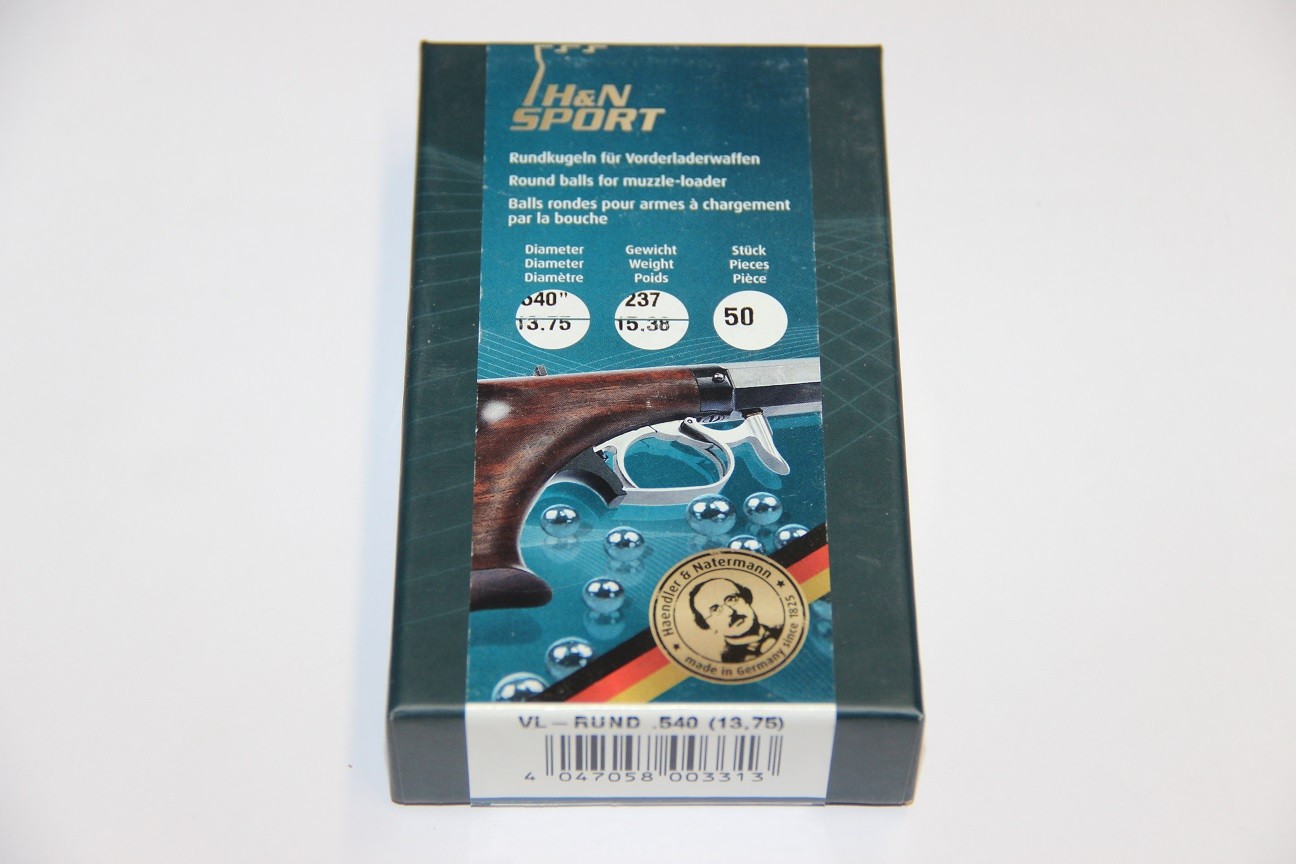 H&N
SPORT
Rundkugeln für Vorderladerwaffen
Round balls for muzzle-loader
Balls rondes pour armes à chargement
par la bouche
Diameter Gewicht Stück
Diameter Weight Pieces
Diamètre Poids Pièce
540" 237
13.75 15.38 50
Haendler & Natermann
made in Germany since 1825
VL – RUND .540 (13,75)
4 047058 003313